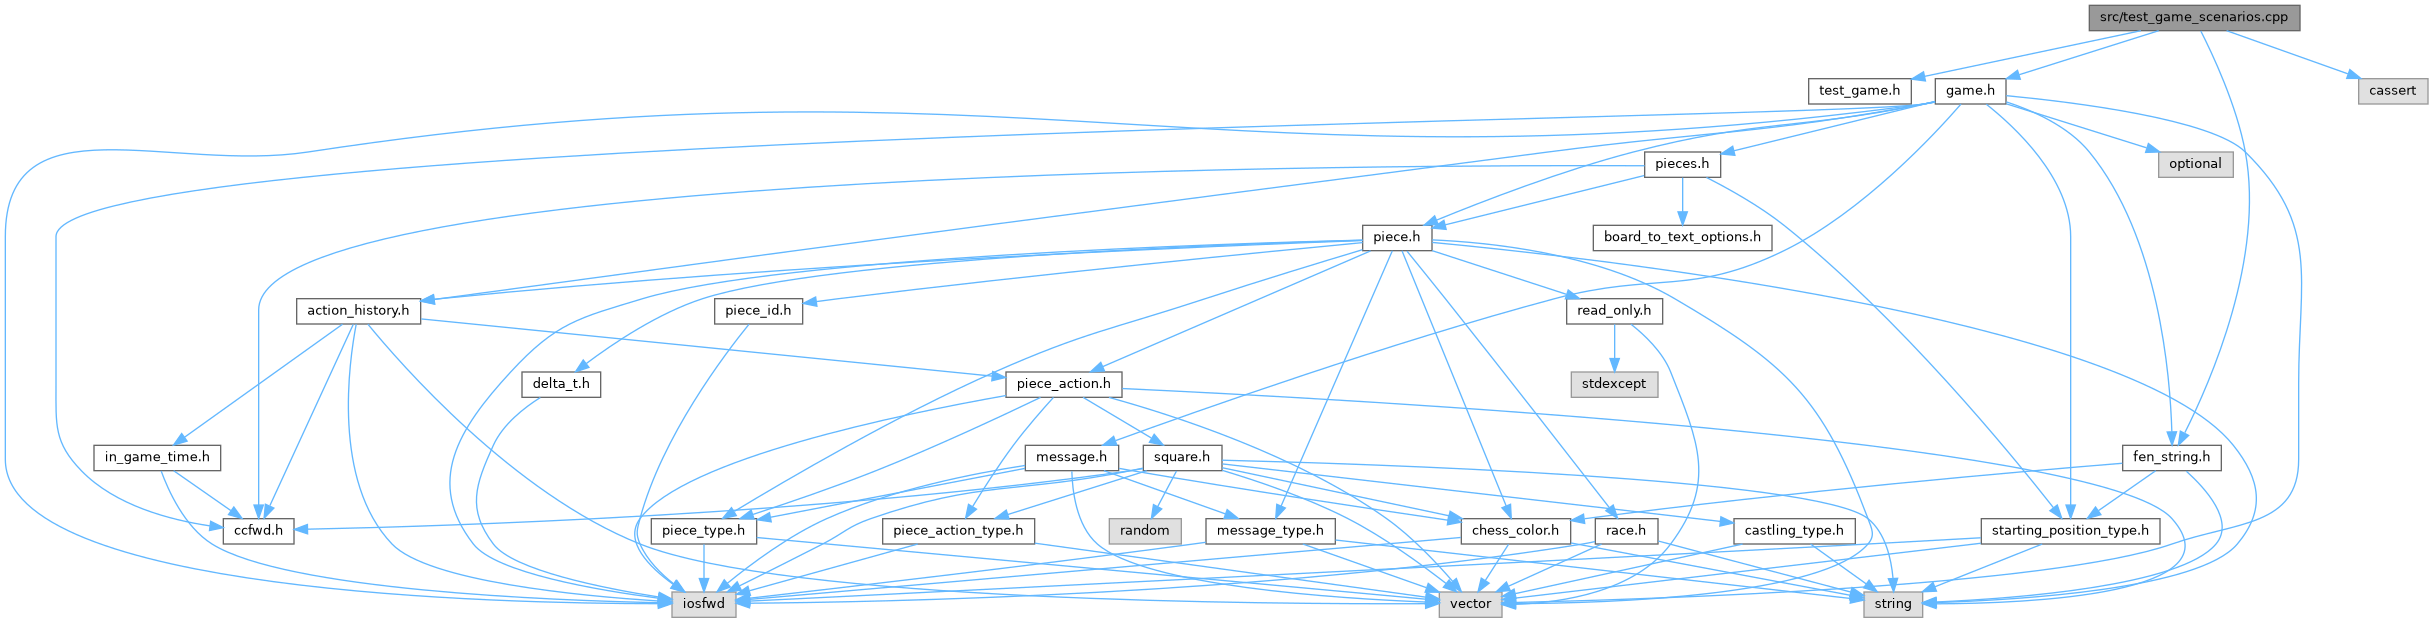 src/test_game_scenarios.cpp
test_game.h
game.h
cassert
pieces.h
optional
piece.h
board_to_text_options.h
action_history.h
piece_id.h
read_only.h
delta_t.h
piece_action.h
stdexcept
in_game_time.h
message.h
square.h
fen_string.h
ccfwd.h
piece_type.h
piece_action_type.h
random
message_type.h
chess_color.h
race.h
castling_type.h
starting_position_type.h
iosfwd
vector
string